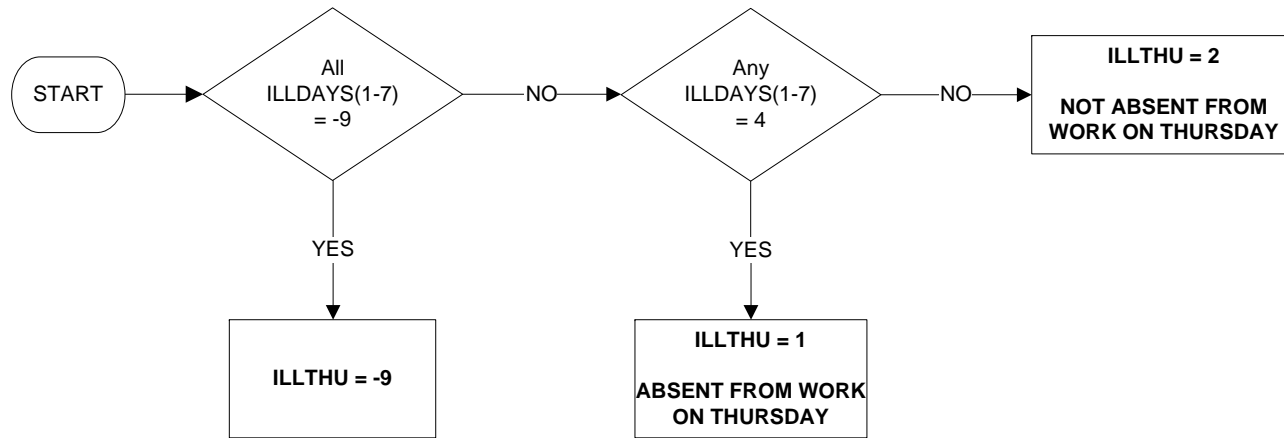 START
All
ILLDAYS(1-7)
= -9
NO
Any
ILLDAYS(1-7)
= 4
NO
ILLTHU = 2
NOT ABSENT FROM
WORK ON THURSDAY
YES
YES
ILLTHU = -9
ILLTHU = 1
ABSENT FROM WORK
ON THURSDAY